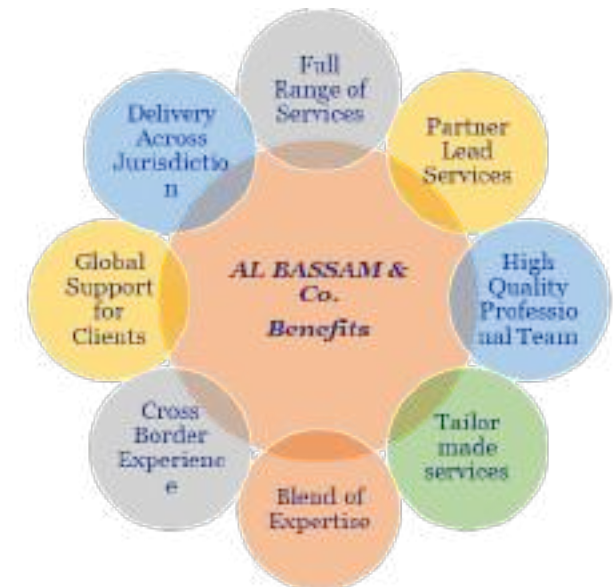 Full
Range of
Services
Partner
Lead
Services
High
Quality
Professio
nal Team
Tailor
made
services
Blend of
Expertise
Cross
Border
Experienc
e
Global
Support
for
Clients
Delivery
Across
Jurisdictio
n
AL BASSAM &
Co.
Benefits